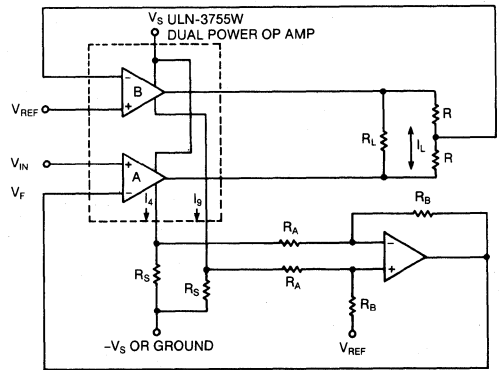 VS ULN-3755W
DUAL POWER OP AMP
B
−
+
VREF
VIN
+
A
−
VF
I4
I9
RL
IL
R
R
RB
RA
RA
−
+
RS
RS
RB
VREF
−VS OR GROUND